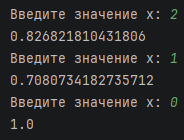 Введите значение x: 2
0.826821810431806
Введите значение x: 1
0.7080734182735712
Введите значение x: 0
1.0